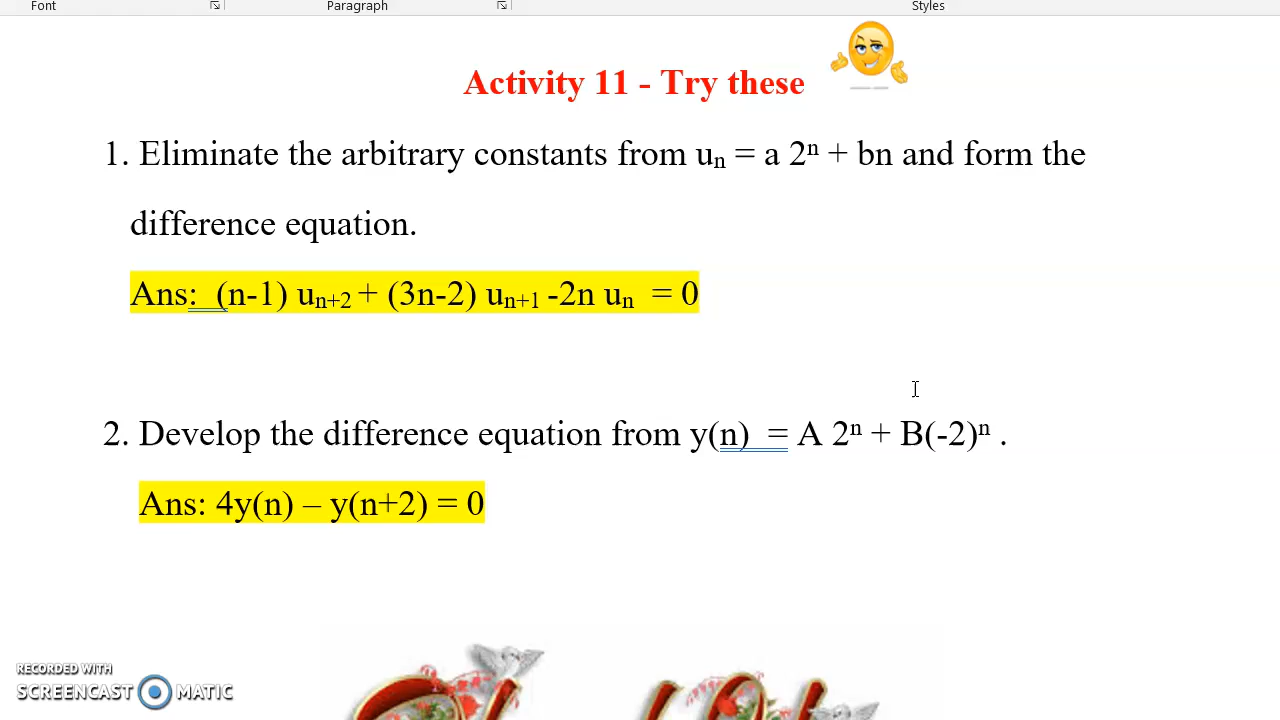 Font Paragraph Styles
Activity 11 - Try these
1. Eliminate the arbitrary constants from uₙ = a 2ⁿ + bn and form the
difference equation.
Ans: (n-1) uₙ₊₂ + (3n-2) uₙ₊₁ -2n uₙ = 0
2. Develop the difference equation from y(n) = A 2ⁿ + B(-2)ⁿ .
Ans: 4y(n) – y(n+2) = 0
RECORDED WITH
SCREENCAST MATIC